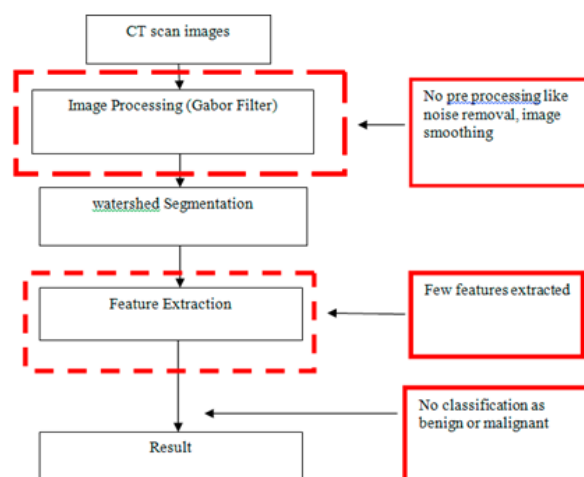 CT scan images
Image Processing (Gabor Filter)
No pre processing like
noise removal, image
smoothing
watershed Segmentation
Feature Extraction
Few features extracted
No classification as
benign or malignant
Result